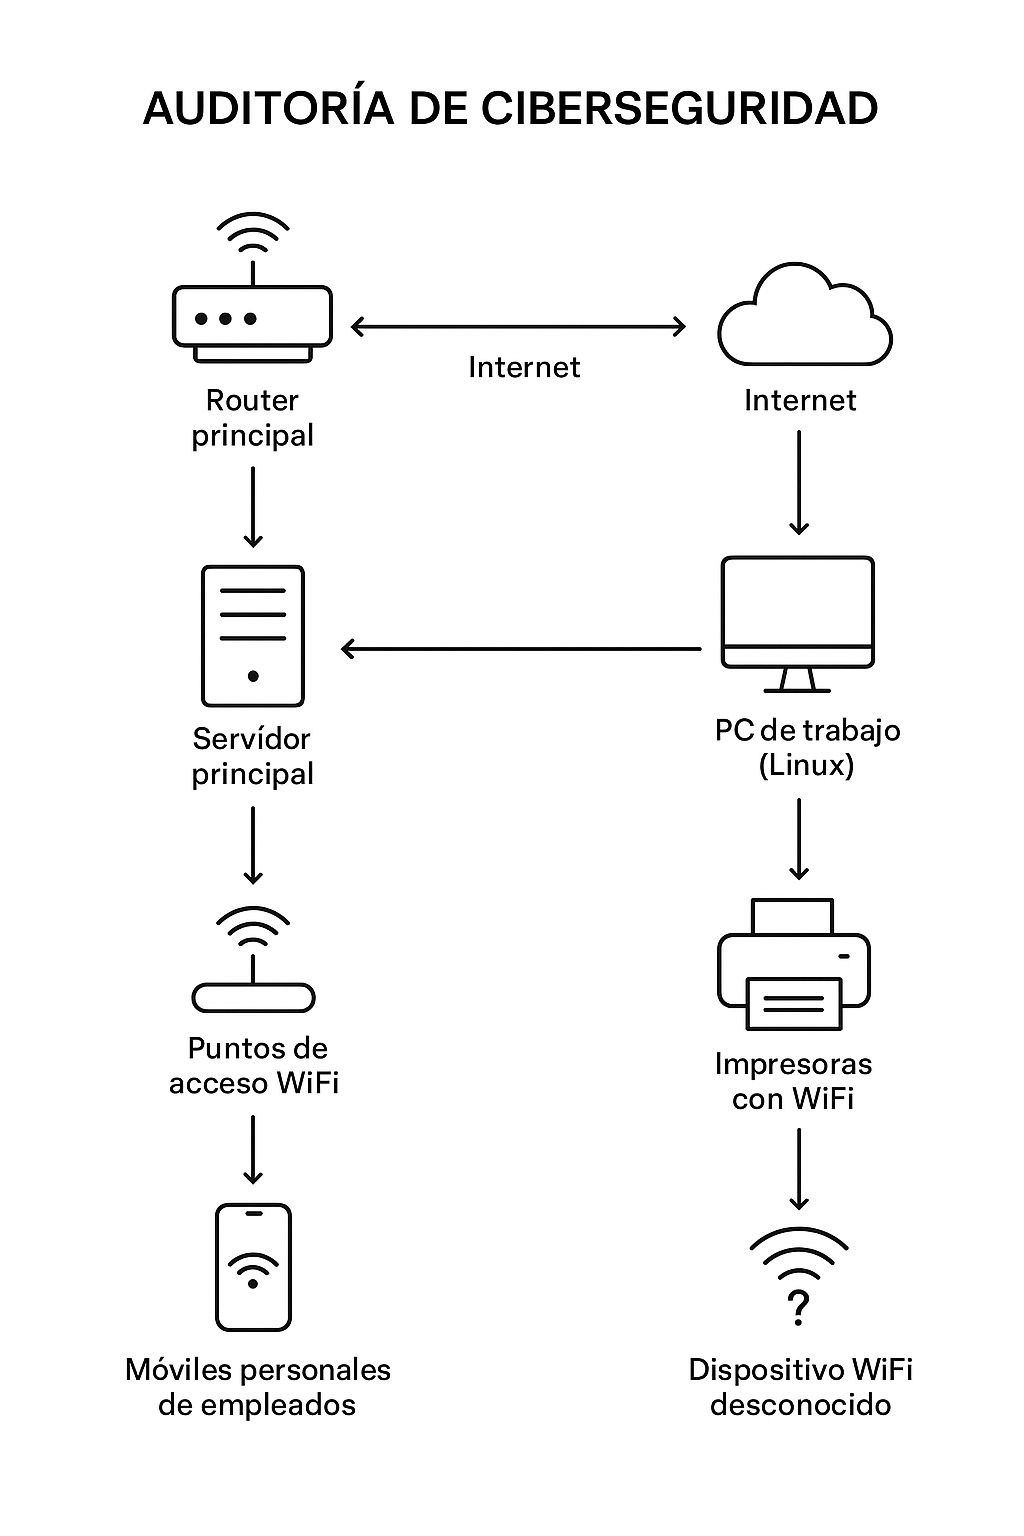 AUDITORÍA DE CIBERSEGURIDAD
Router
principal
Internet
Internet
Servídor
principal
PC de trabajo
(Linux)
Puntos de
acceso WiFi
Impresoras
con WiFi
?
Móviles personales
de empleados
Dispositivo WiFi
desconocido